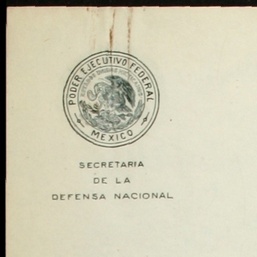 PODER EJECUTIVO FEDERAL
MEXICO
SECRETARIA
DE LA
DEFENSA NACIONAL